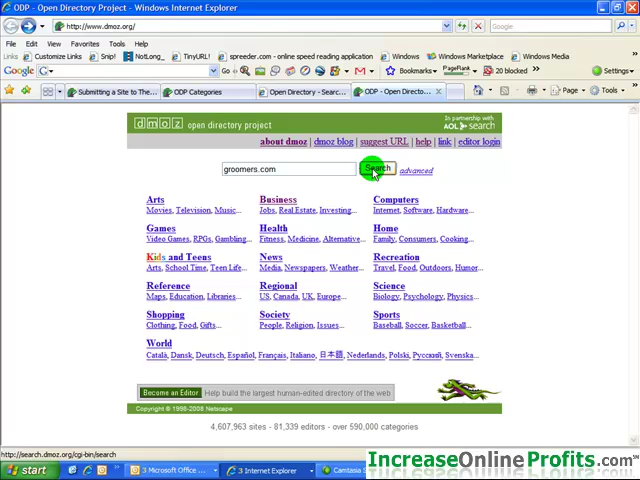 ODP - Open Directory Project - Windows Internet Explorer
http://www.dmoz.org/
Google
File Edit View Favorites Tools Help
Links Customize Links Snip! NotLong_ TinyURL! spreeder.com - online speed reading application Windows Windows Marketplace Windows Media
Google Go Bookmarks PageRank 20 blocked Settings
Submitting a Site to The... ODP Categories Open Directory - Sear... ODP - Open Directo... Page Tools
dmoz open directory project
In partnership with
AOL search
about dmoz | dmoz blog | suggest URL | help | link | editor login
groomers.com Search advanced
Arts Business Computers
Movies, Television, Music... Jobs, Real Estate, Investing... Internet, Software, Hardware...
Games Health Home
Video Games, RPGs, Gambling... Fitness, Medicine, Alternative... Family, Consumers, Cooking...
Kids and Teens News Recreation
Arts, School Time, Teen Life... Media, Newspapers, Weather... Travel, Food, Outdoors, Humor...
Reference Regional Science
Maps, Education, Libraries... US, Canada, UK, Europe... Biology, Psychology, Physics...
Shopping Society Sports
Clothing, Food, Gifts... People, Religion, Issues... Baseball, Soccer, Basketball...
World
Català, Dansk, Deutsch, Español, Français, Italiano, 日本語, Nederlands, Polski, Русский, Svenska...
Become an Editor Help build the largest human-edited directory of the web
Copyright © 1998-2008 Netscape
4,607,963 sites - 81,339 editors - over 590,000 categories
http://search.dmoz.org/cgi-bin/search
start 3 Microsoft Office ... 3 Internet Explorer Camtasia
IncreaseOnlineProfits.com